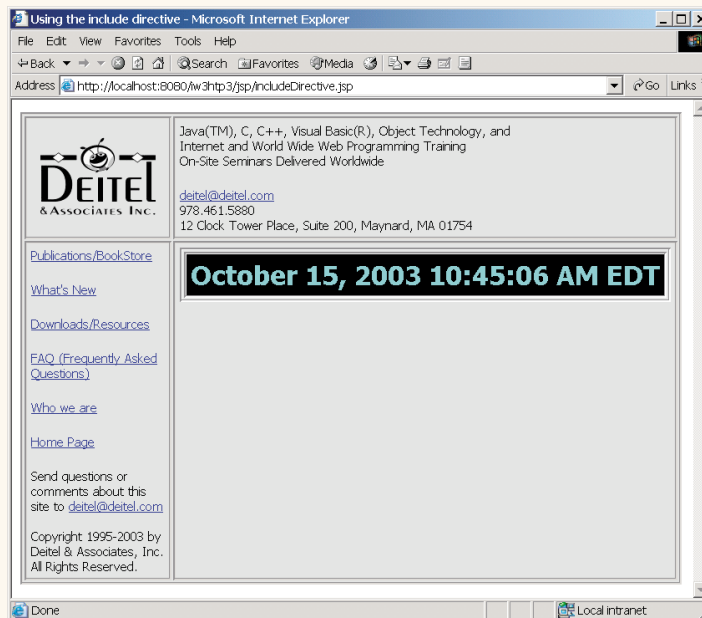 Using the include directive - Microsoft Internet Explorer
File Edit View Favorites Tools Help
Back Search Favorites Media
Address http://localhost:8080/iw3htp3/jsp/includeDirective.jsp Go Links
DEITEL
& ASSOCIATES INC.
Java(TM), C, C++, Visual Basic(R), Object Technology, and
Internet and World Wide Web Programming Training
On-Site Seminars Delivered Worldwide
deitel@deitel.com
978.461.5880
12 Clock Tower Place, Suite 200, Maynard, MA 01754
Publications/BookStore
What's New
Downloads/Resources
FAQ (Frequently Asked
Questions)
Who we are
Home Page
Send questions or
comments about this
site to deitel@deitel.com
Copyright 1995-2003 by
Deitel & Associates, Inc.
All Rights Reserved.
October 15, 2003 10:45:06 AM EDT
Done Local intranet